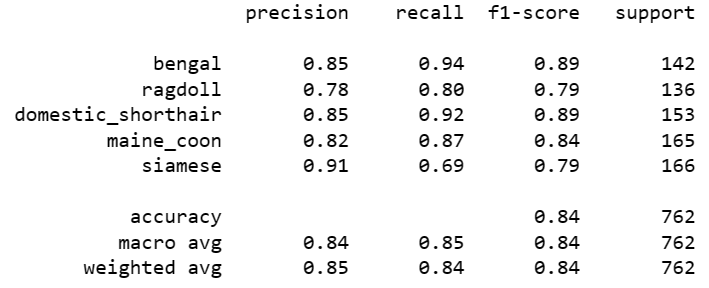 precision recall f1-score support
bengal 0.85 0.94 0.89 142
ragdoll 0.78 0.80 0.79 136
domestic_shorthair 0.85 0.92 0.89 153
maine_coon 0.82 0.87 0.84 165
siamese 0.91 0.69 0.79 166
accuracy 0.84 762
macro avg 0.84 0.85 0.84 762
weighted avg 0.85 0.84 0.84 762